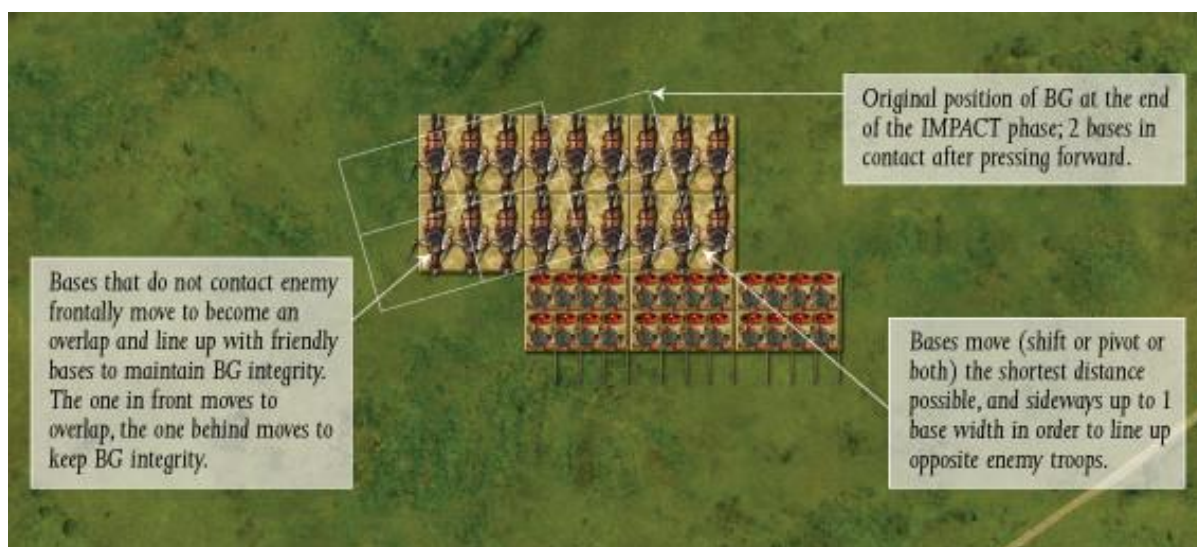 Original position of BG at the end
of the IMPACT phase; 2 bases in
contact after pressing forward.
Bases that do not contact enemy
frontally move to become an
overlap and line up with friendly
bases to maintain BG integrity.
The one in front moves to
overlap, the one behind moves to
keep BG integrity.
Bases move (shift or pivot or
both) the shortest distance
possible, and sideways up to 1
base width in order to line up
opposite enemy troops.